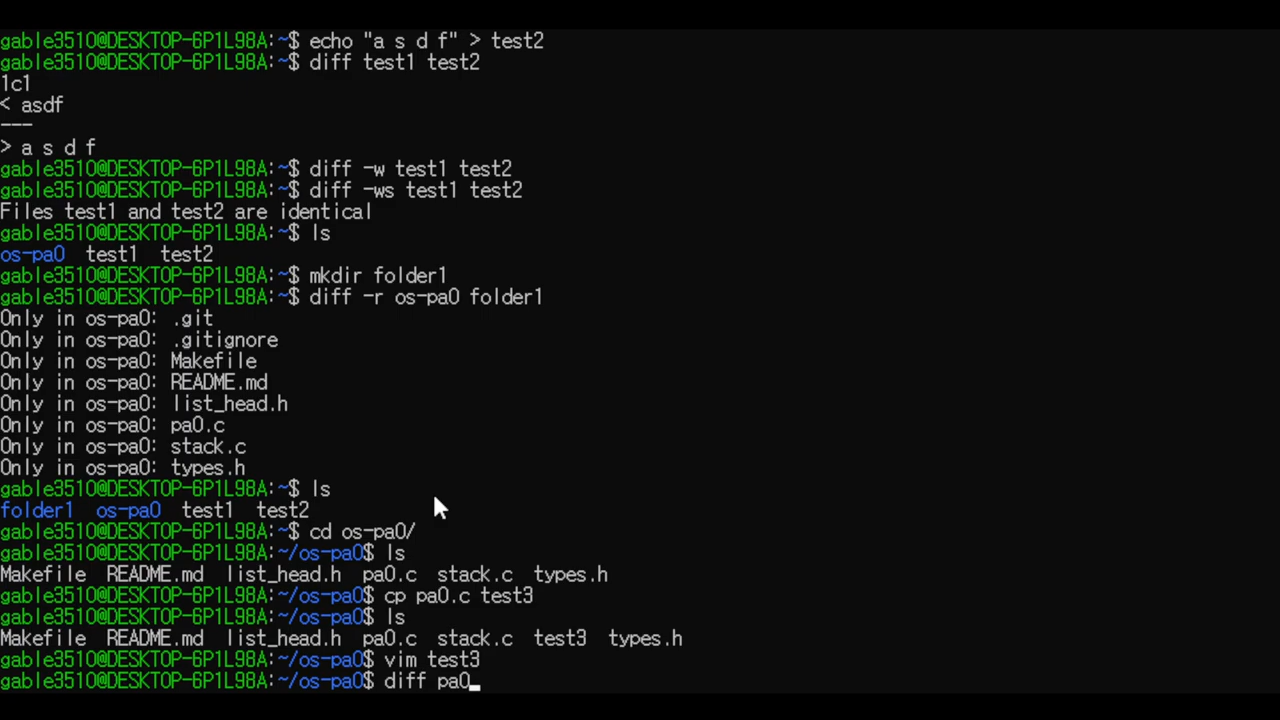 gable3510@DESKTOP-6P1L98A:~$ echo "a s d f" > test2
gable3510@DESKTOP-6P1L98A:~$ diff test1 test2
1c1
< asdf
---
> a s d f
gable3510@DESKTOP-6P1L98A:~$ diff -w test1 test2
gable3510@DESKTOP-6P1L98A:~$ diff -ws test1 test2
Files test1 and test2 are identical
gable3510@DESKTOP-6P1L98A:~$ ls
os-pa0  test1  test2
gable3510@DESKTOP-6P1L98A:~$ mkdir folder1
gable3510@DESKTOP-6P1L98A:~$ diff -r os-pa0 folder1
Only in os-pa0: .git
Only in os-pa0: .gitignore
Only in os-pa0: Makefile
Only in os-pa0: README.md
Only in os-pa0: list_head.h
Only in os-pa0: pa0.c
Only in os-pa0: stack.c
Only in os-pa0: types.h
gable3510@DESKTOP-6P1L98A:~$ ls
folder1  os-pa0  test1  test2
gable3510@DESKTOP-6P1L98A:~$ cd os-pa0/
gable3510@DESKTOP-6P1L98A:~/os-pa0$ ls
Makefile  README.md  list_head.h  pa0.c  stack.c  types.h
gable3510@DESKTOP-6P1L98A:~/os-pa0$ cp pa0.c test3
gable3510@DESKTOP-6P1L98A:~/os-pa0$ ls
Makefile  README.md  list_head.h  pa0.c  stack.c  test3  types.h
gable3510@DESKTOP-6P1L98A:~/os-pa0$ vim test3
gable3510@DESKTOP-6P1L98A:~/os-pa0$ diff pa0